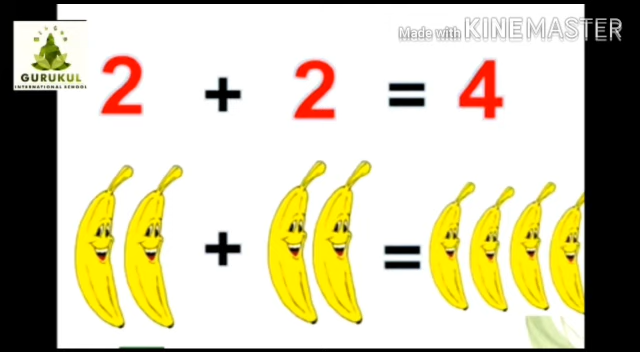 Made with KINEMASTER
GURUKUL
INTERNATIONAL SCHOOL
2 + 2 = 4
+ =